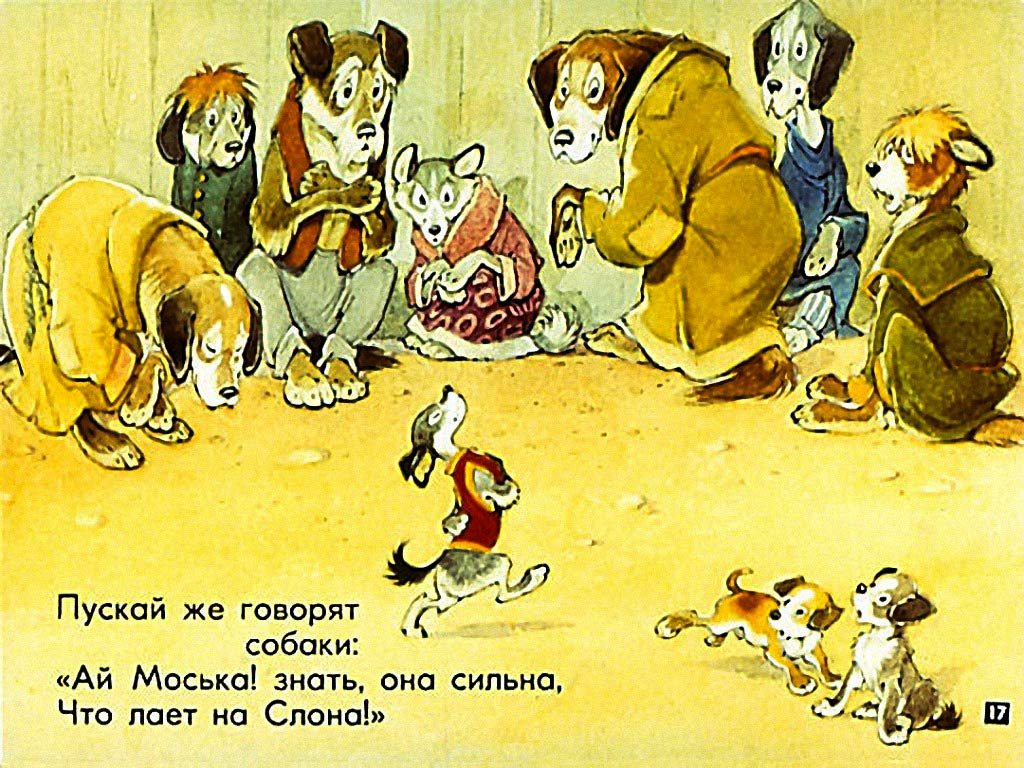 Пускай же говорят
собаки:
«Ай Моська! знать, она сильна,
Что лает на Слона!»
17